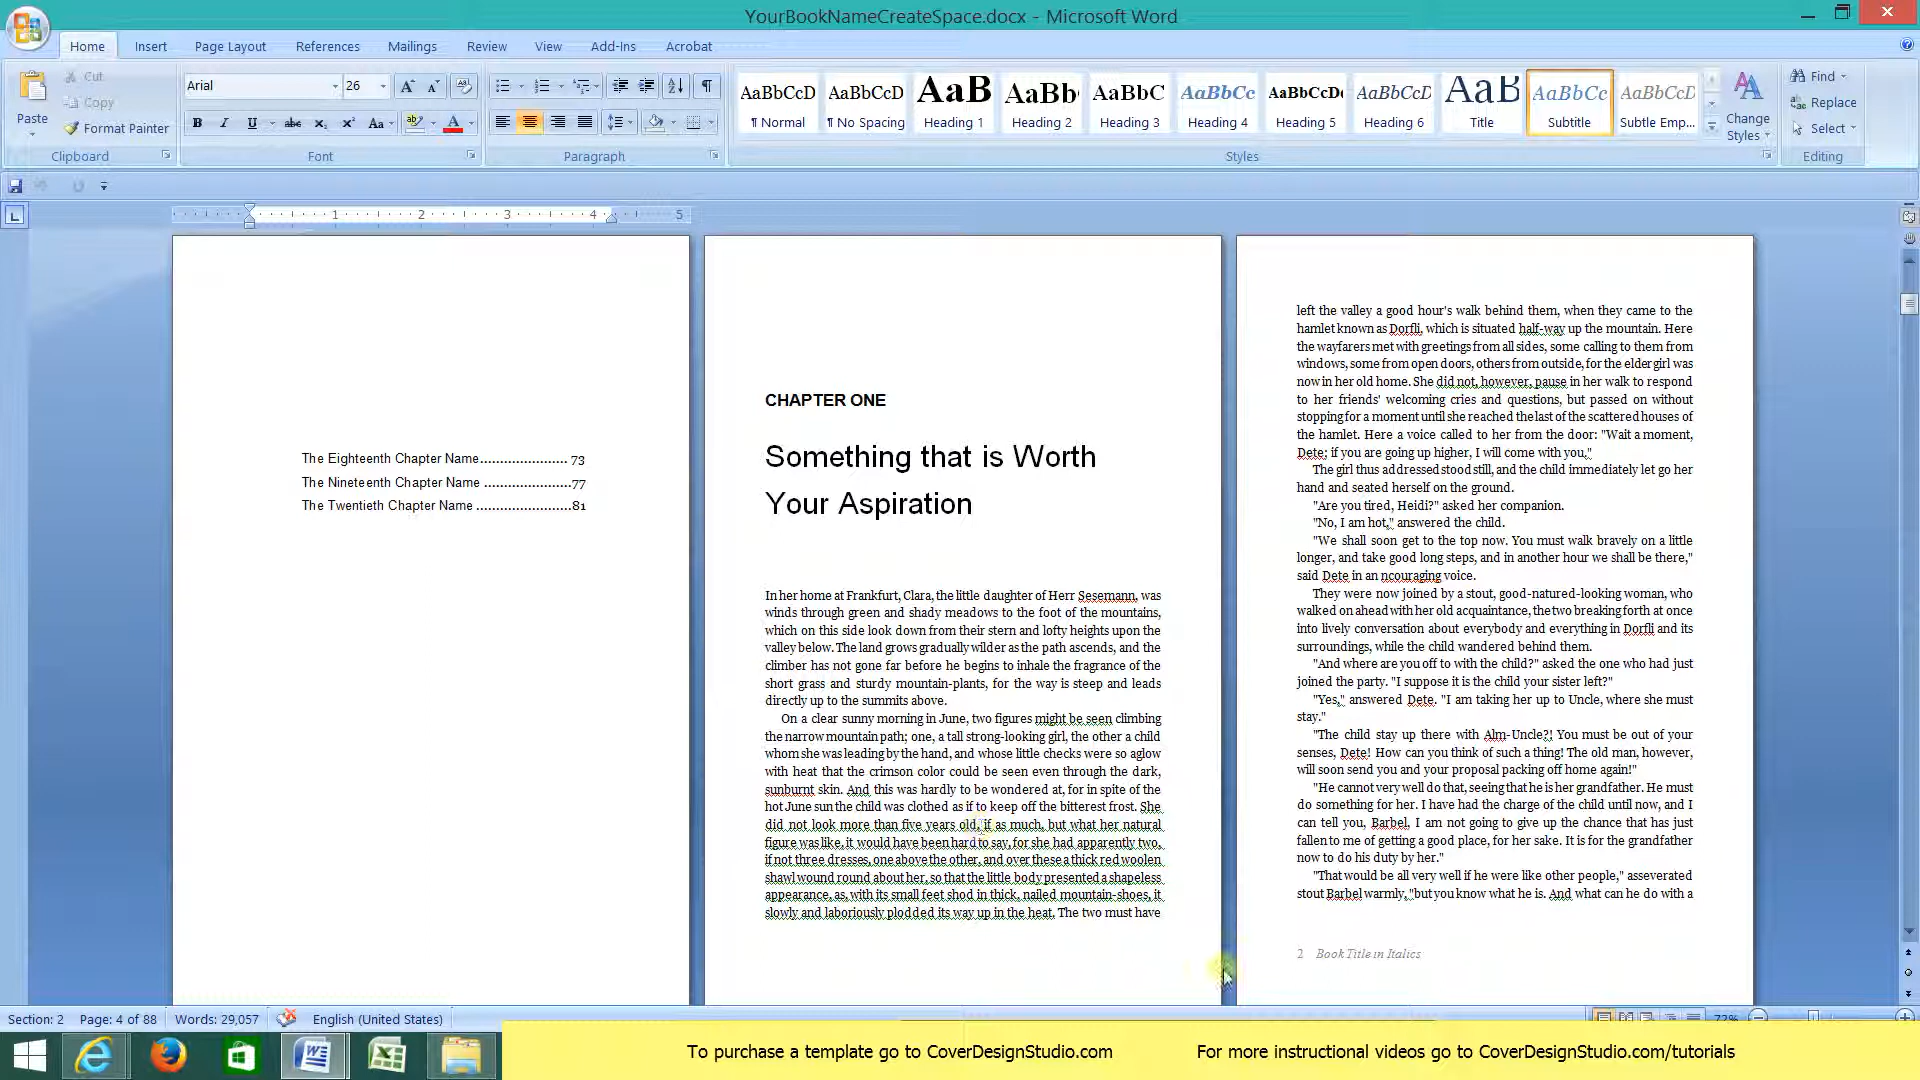 YourBookNameCreateSpace.docx - Microsoft Word
Home Insert Page Layout References Mailings Review View Add-Ins Acrobat
Paste Cut Copy Format Painter Clipboard
Arial 26 Font
Paragraph
AaBbCcD AaBbCcD AaB AaBb( AaBbC AaBbCc AaBbCcD( AaBbCcD AaB AaBbCc AaBbCcD
¶ Normal ¶ No Spacing Heading 1 Heading 2 Heading 3 Heading 4 Heading 5 Heading 6 Title Subtitle Subtle Emp...
Styles
Change Styles
Find Replace Select Editing
1 2 3 4 5
The Eighteenth Chapter Name...................... 73
The Nineteenth Chapter Name ......................77
The Twentieth Chapter Name ........................81
CHAPTER ONE
Something that is Worth
Your Aspiration
In her home at Frankfurt, Clara, the little daughter of Herr Sesemann, was
winds through green and shady meadows to the foot of the mountains,
which on this side look down from their stern and lofty heights upon the
valley below. The land grows gradually wilder as the path ascends, and the
climber has not gone far before he begins to inhale the fragrance of the
short grass and sturdy mountain-plants, for the way is steep and leads
directly up to the summits above.
On a clear sunny morning in June, two figures might be seen climbing
the narrow mountain path; one, a tall strong-looking girl, the other a child
whom she was leading by the hand, and whose little checks were so aglow
with heat that the crimson color could be seen even through the dark,
sunburnt skin. And this was hardly to be wondered at, for in spite of the
hot June sun the child was clothed as if to keep off the bitterest frost. She
did not look more than five years old, if as much, but what her natural
figure was like, it would have been hard to say, for she had apparently two,
if not three dresses, one above the other, and over these a thick red woolen
shawl wound round about her, so that the little body presented a shapeless
appearance, as, with its small feet shod in thick, nailed mountain-shoes, it
slowly and laboriously plodded its way up in the heat. The two must have
left the valley a good hour's walk behind them, when they came to the
hamlet known as Dorfli, which is situated half-way up the mountain. Here
the wayfarers met with greetings from all sides, some calling to them from
windows, some from open doors, others from outside, for the elder girl was
now in her old home. She did not, however, pause in her walk to respond
to her friends' welcoming cries and questions, but passed on without
stopping for a moment until she reached the last of the scattered houses of
the hamlet. Here a voice called to her from the door: "Wait a moment,
Dete; if you are going up higher, I will come with you."
The girl thus addressed stood still, and the child immediately let go her
hand and seated herself on the ground.
"Are you tired, Heidi?" asked her companion.
"No, I am hot," answered the child.
"We shall soon get to the top now. You must walk bravely on a little
longer, and take good long steps, and in another hour we shall be there,"
said Dete in an ncouraging voice.
They were now joined by a stout, good-natured-looking woman, who
walked on ahead with her old acquaintance, the two breaking forth at once
into lively conversation about everybody and everything in Dorfli and its
surroundings, while the child wandered behind them.
"And where are you off to with the child?" asked the one who had just
joined the party. "I suppose it is the child your sister left?"
"Yes," answered Dete. "I am taking her up to Uncle, where she must
stay."
"The child stay up there with Alm-Uncle?! You must be out of your
senses, Dete! How can you think of such a thing! The old man, however,
will soon send you and your proposal packing off home again!"
"He cannot very well do that, seeing that he is her grandfather. He must
do something for her. I have had the charge of the child until now, and I
can tell you, Barbel, I am not going to give up the chance that has just
fallen to me of getting a good place, for her sake. It is for the grandfather
now to do his duty by her."
"That would be all very well if he were like other people," asseverated
stout Barbel warmly, "but you know what he is. And what can he do with a
2 Book Title in Italics
Section: 2 Page: 4 of 88 Words: 29,057 English (United States) 72%
To purchase a template go to CoverDesignStudio.com For more instructional videos go to CoverDesignStudio.com/tutorials